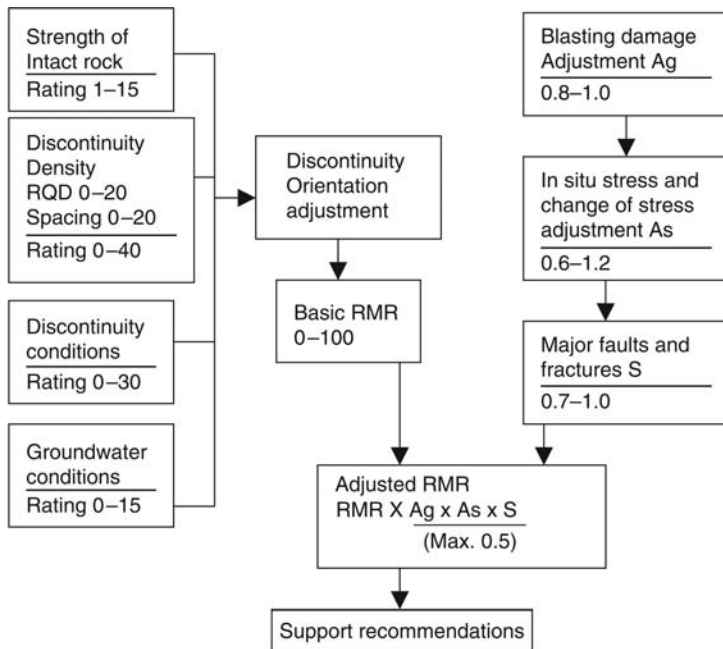 Strength of
Intact rock
Rating 1–15
Discontinuity
Density
RQD 0–20
Spacing 0–20
Rating 0–40
Discontinuity
conditions
Rating 0–30
Groundwater
conditions
Rating 0–15
Discontinuity
Orientation
adjustment
Basic RMR
0–100
Blasting damage
Adjustment Ag
0.8–1.0
In situ stress and
change of stress
adjustment As
0.6–1.2
Major faults and
fractures S
0.7–1.0
Adjusted RMR
RMR X Ag x As x S
(Max. 0.5)
Support recommendations